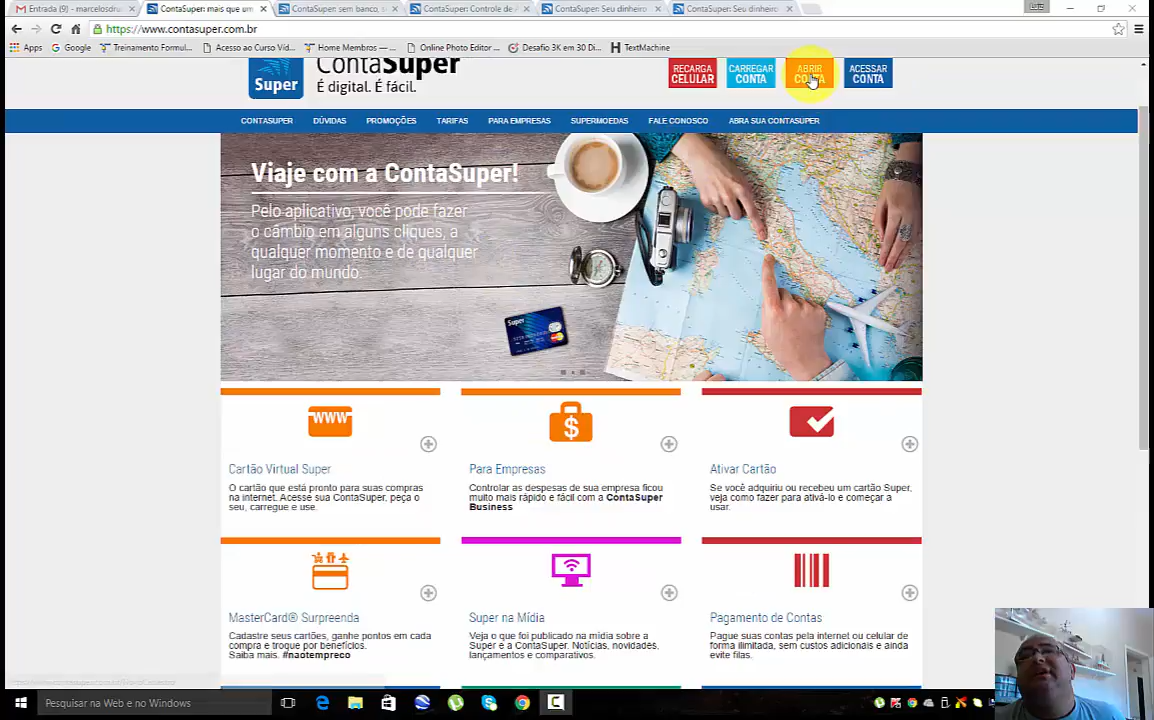 Entrada (9) - marcelosdru
ContaSuper: mais que um
ContaSuper: sem banco, s
ContaSuper: Controle de
ContaSuper: Seu dinheiro
ContaSuper: Seu dinheiro
https://www.contasuper.com.br
Apps
Google
Treinamento Formul...
Acesso ao Curso Víd...
Home Membros — ...
Online Photo Editor ...
Desafio 3K em 30 Di...
TextMachine
Super
ContaSuper
É digital. É fácil.
RECARGA
CELULAR
CARREGAR
CONTA
ABRIR
CONTA
ACESSAR
CONTA
CONTASUPER
DÚVIDAS
PROMOÇÕES
TARIFAS
PARA EMPRESAS
SUPERMOEDAS
FALE CONOSCO
ABRA SUA CONTASUPER
Viaje com a ContaSuper!
Pelo aplicativo, você pode fazer
o câmbio em alguns cliques, a
qualquer momento e de qualquer
lugar do mundo.
Super
WWW
Cartão Virtual Super
O cartão que está pronto para suas compras
na internet. Acesse sua ContaSuper, peça o
seu, carregue e use.
$
Para Empresas
Controlar as despesas de sua empresa ficou
muito mais rápido e fácil com a ContaSuper
Business
Ativar Cartão
Se você adquiriu ou recebeu um cartão Super,
veja como fazer para ativá-lo e começar a
usar.
MasterCard® Surpreenda
Cadastre seus cartões, ganhe pontos em cada
compra e troque por benefícios.
Saiba mais. #naotempreco
Super na Mídia
Veja o que foi publicado na mídia sobre a
Super e a ContaSuper. Notícias, novidades,
lançamentos e comparativos.
Pagamento de Contas
Pague suas contas pela internet ou celular de
forma ilimitada, sem custos adicionais e ainda
evite filas.
Pesquisar na Web e no Windows